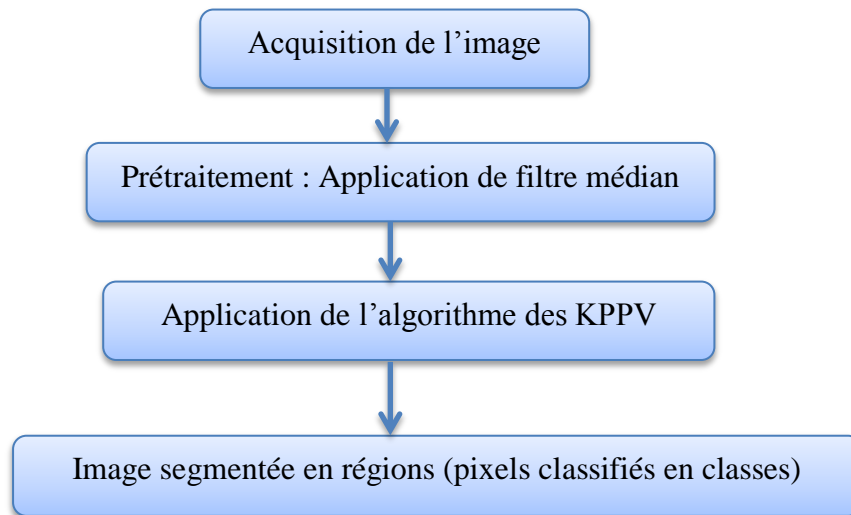 Acquisition de l’image
Prétraitement : Application de filtre médian
Application de l’algorithme des KPPV
Image segmentée en régions (pixels classifiés en classes)